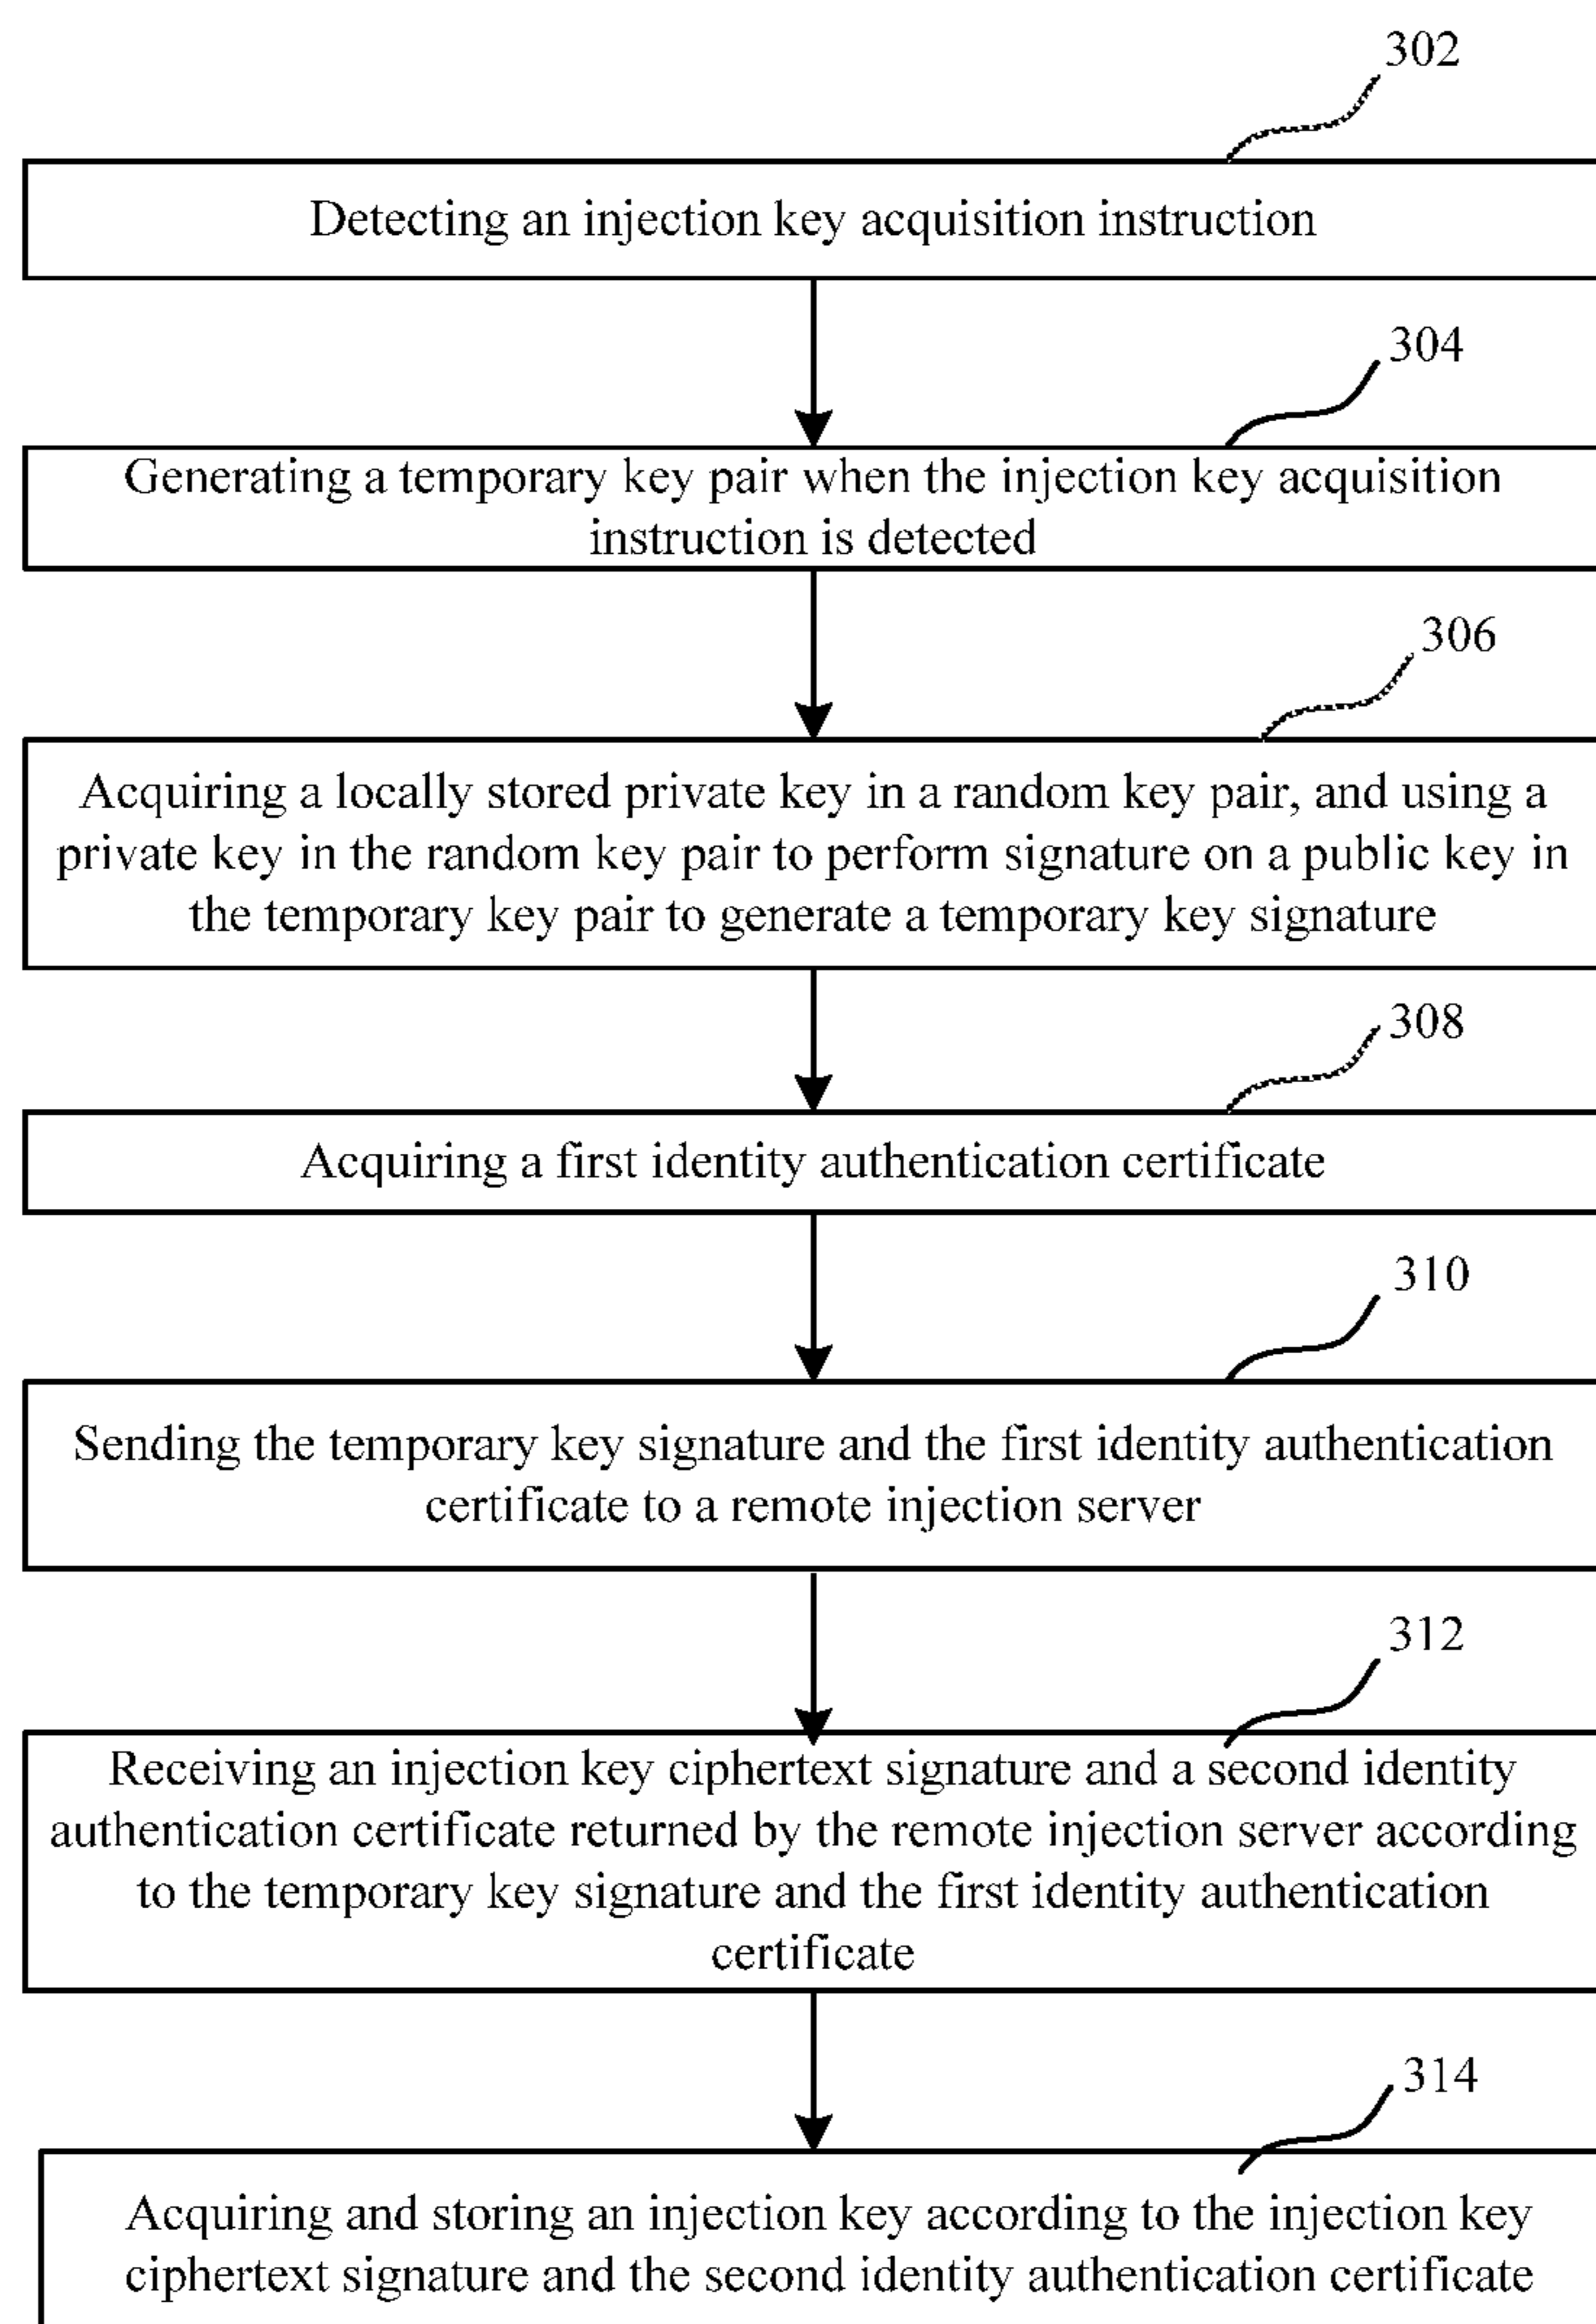 302
Detecting an injection key acquisition instruction
304
Generating a temporary key pair when the injection key acquisition
instruction is detected
306
Acquiring a locally stored private key in a random key pair, and using a
private key in the random key pair to perform signature on a public key in
the temporary key pair to generate a temporary key signature
308
Acquiring a first identity authentication certificate
310
Sending the temporary key signature and the first identity authentication
certificate to a remote injection server
312
Receiving an injection key ciphertext signature and a second identity
authentication certificate returned by the remote injection server according
to the temporary key signature and the first identity authentication
certificate
314
Acquiring and storing an injection key according to the injection key
ciphertext signature and the second identity authentication certificate